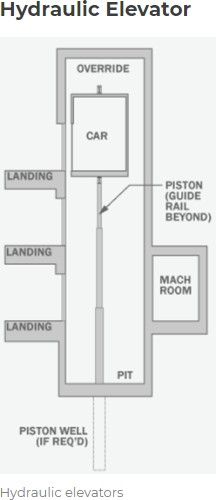 Hydraulic Elevator
OVERRIDE
CAR
LANDING
PISTON
(GUIDE
RAIL
BEYOND)
LANDING
MACH
ROOM
LANDING
PIT
PISTON WELL
(IF REQ'D)
Hydraulic elevators